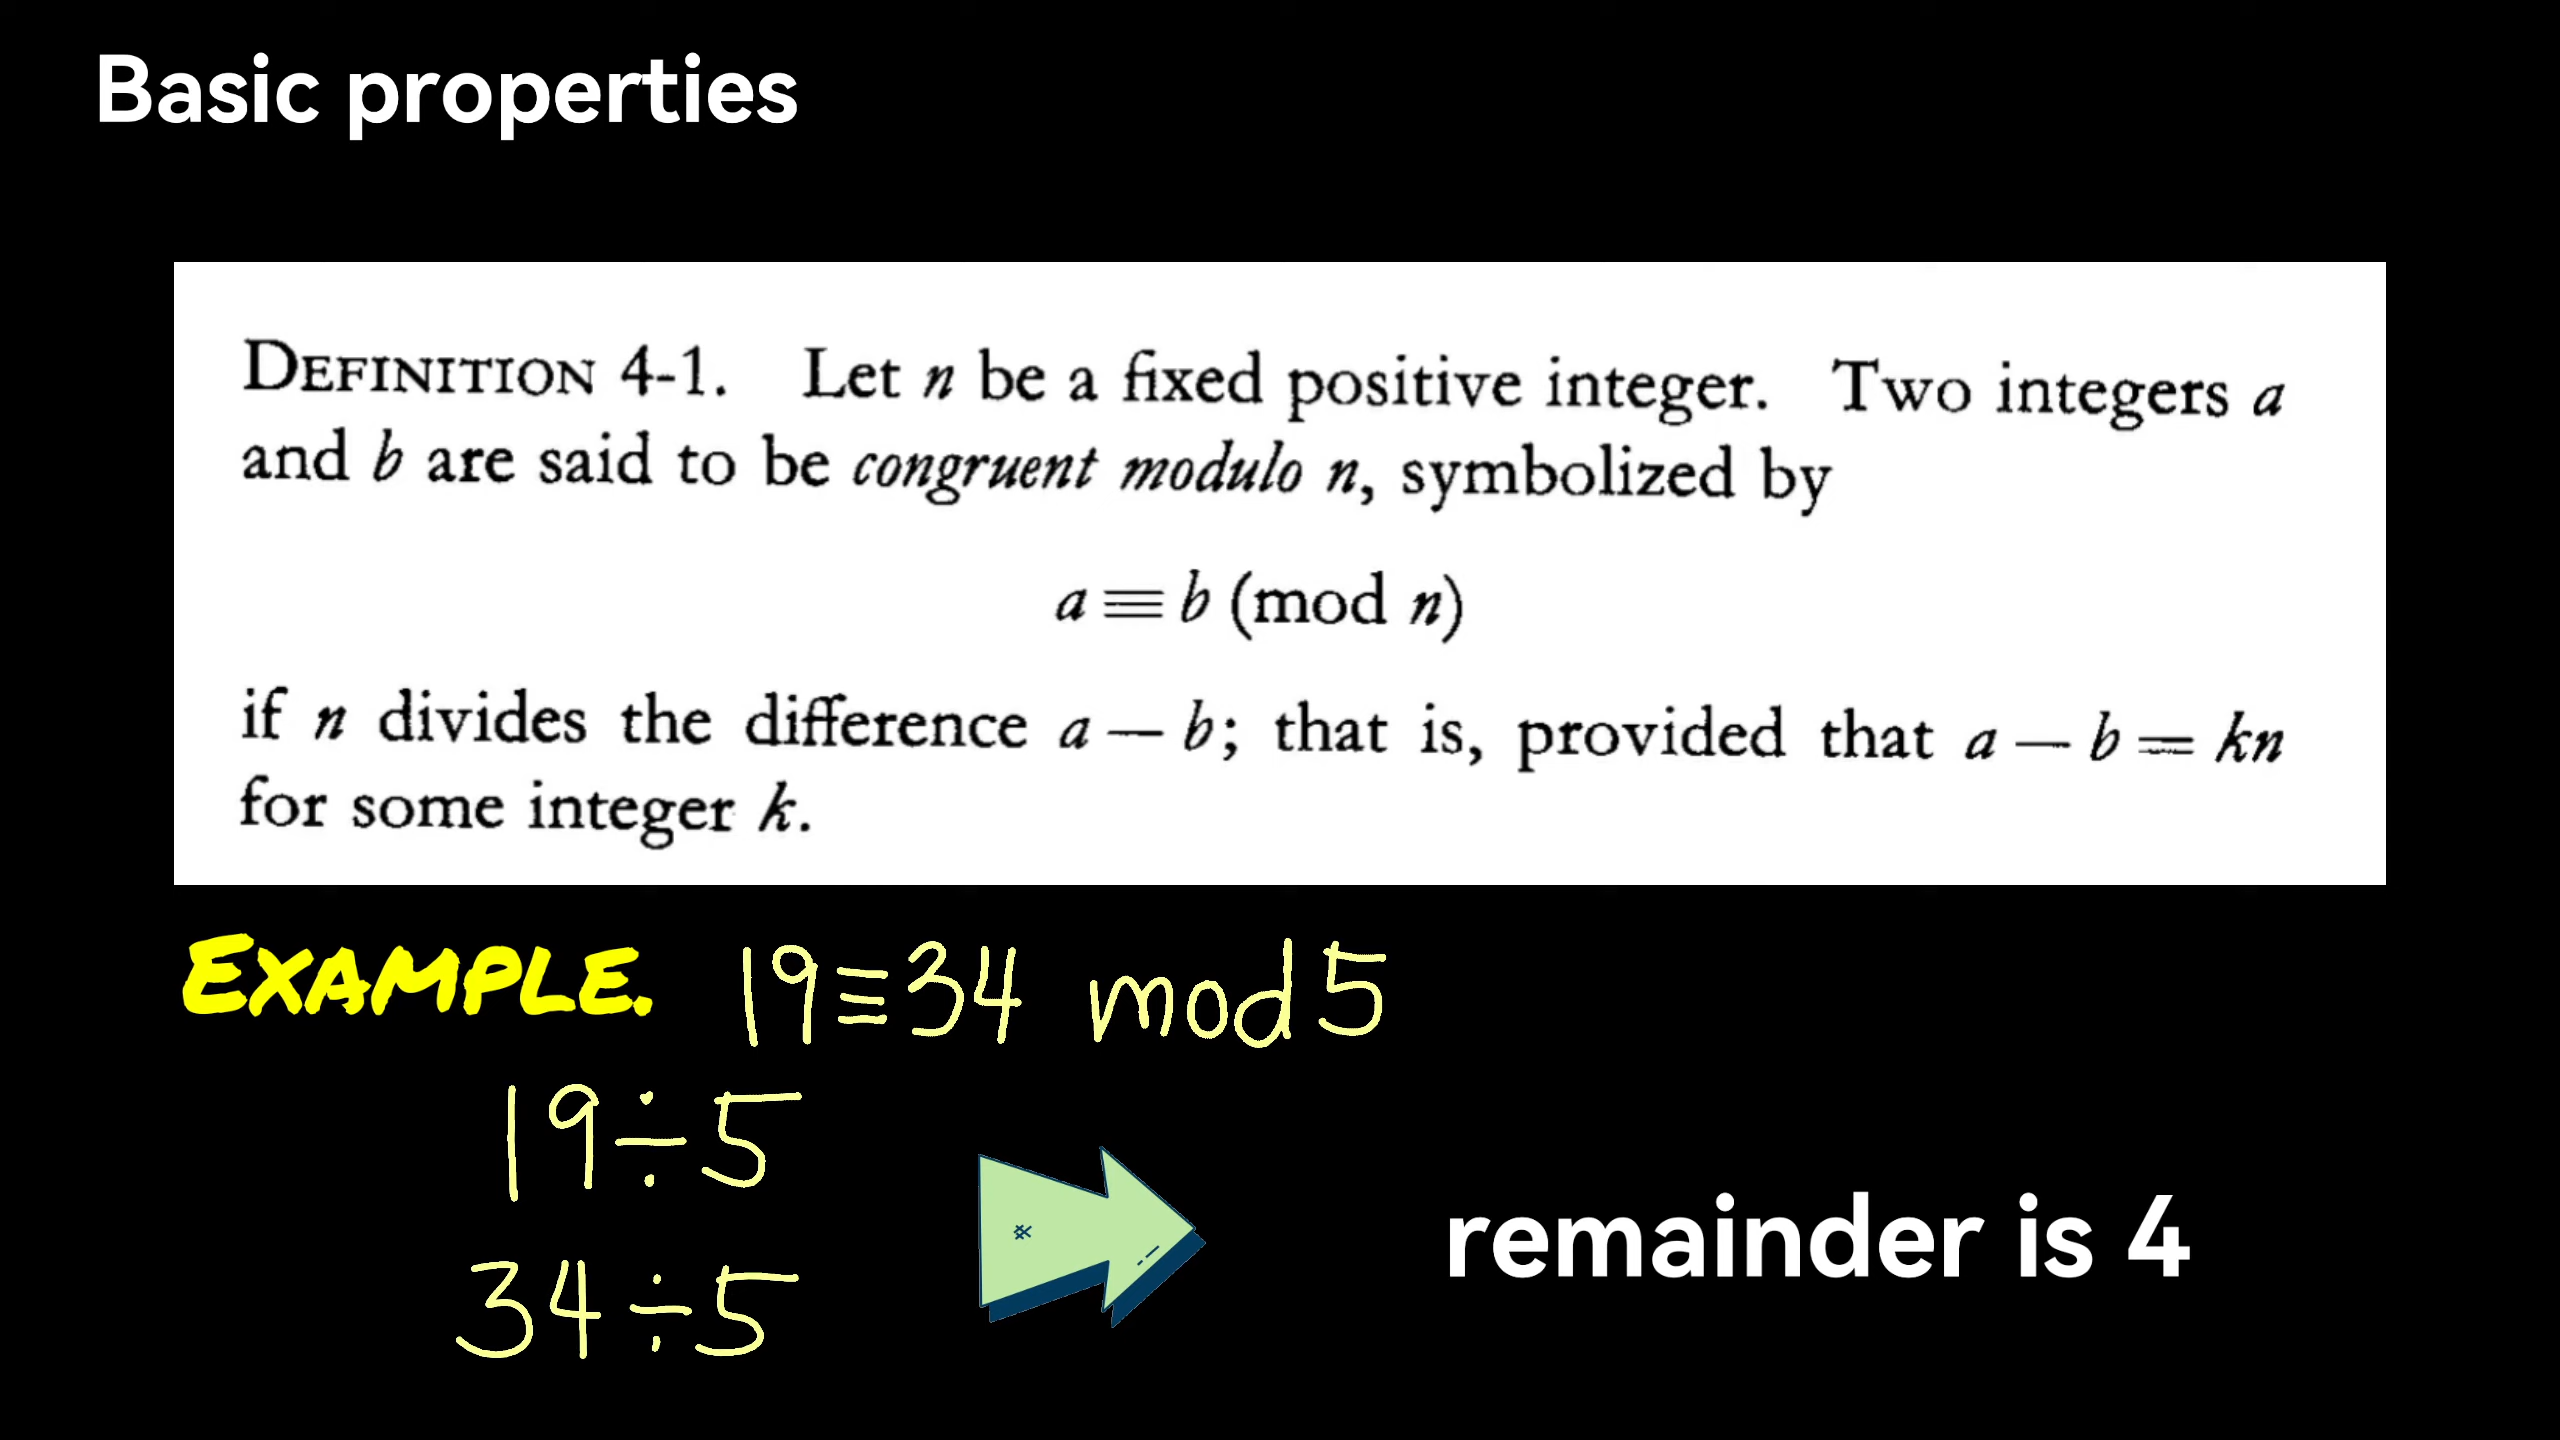 Basic properties
DEFINITION 4-1. Let n be a fixed positive integer. Two integers a
and b are said to be congruent modulo n, symbolized by
a ≡ b (mod n)
if n divides the difference a — b; that is, provided that a — b = kn
for some integer k.
EXAMPLE. 19≡34 mod 5
19÷5
34÷5
remainder is 4